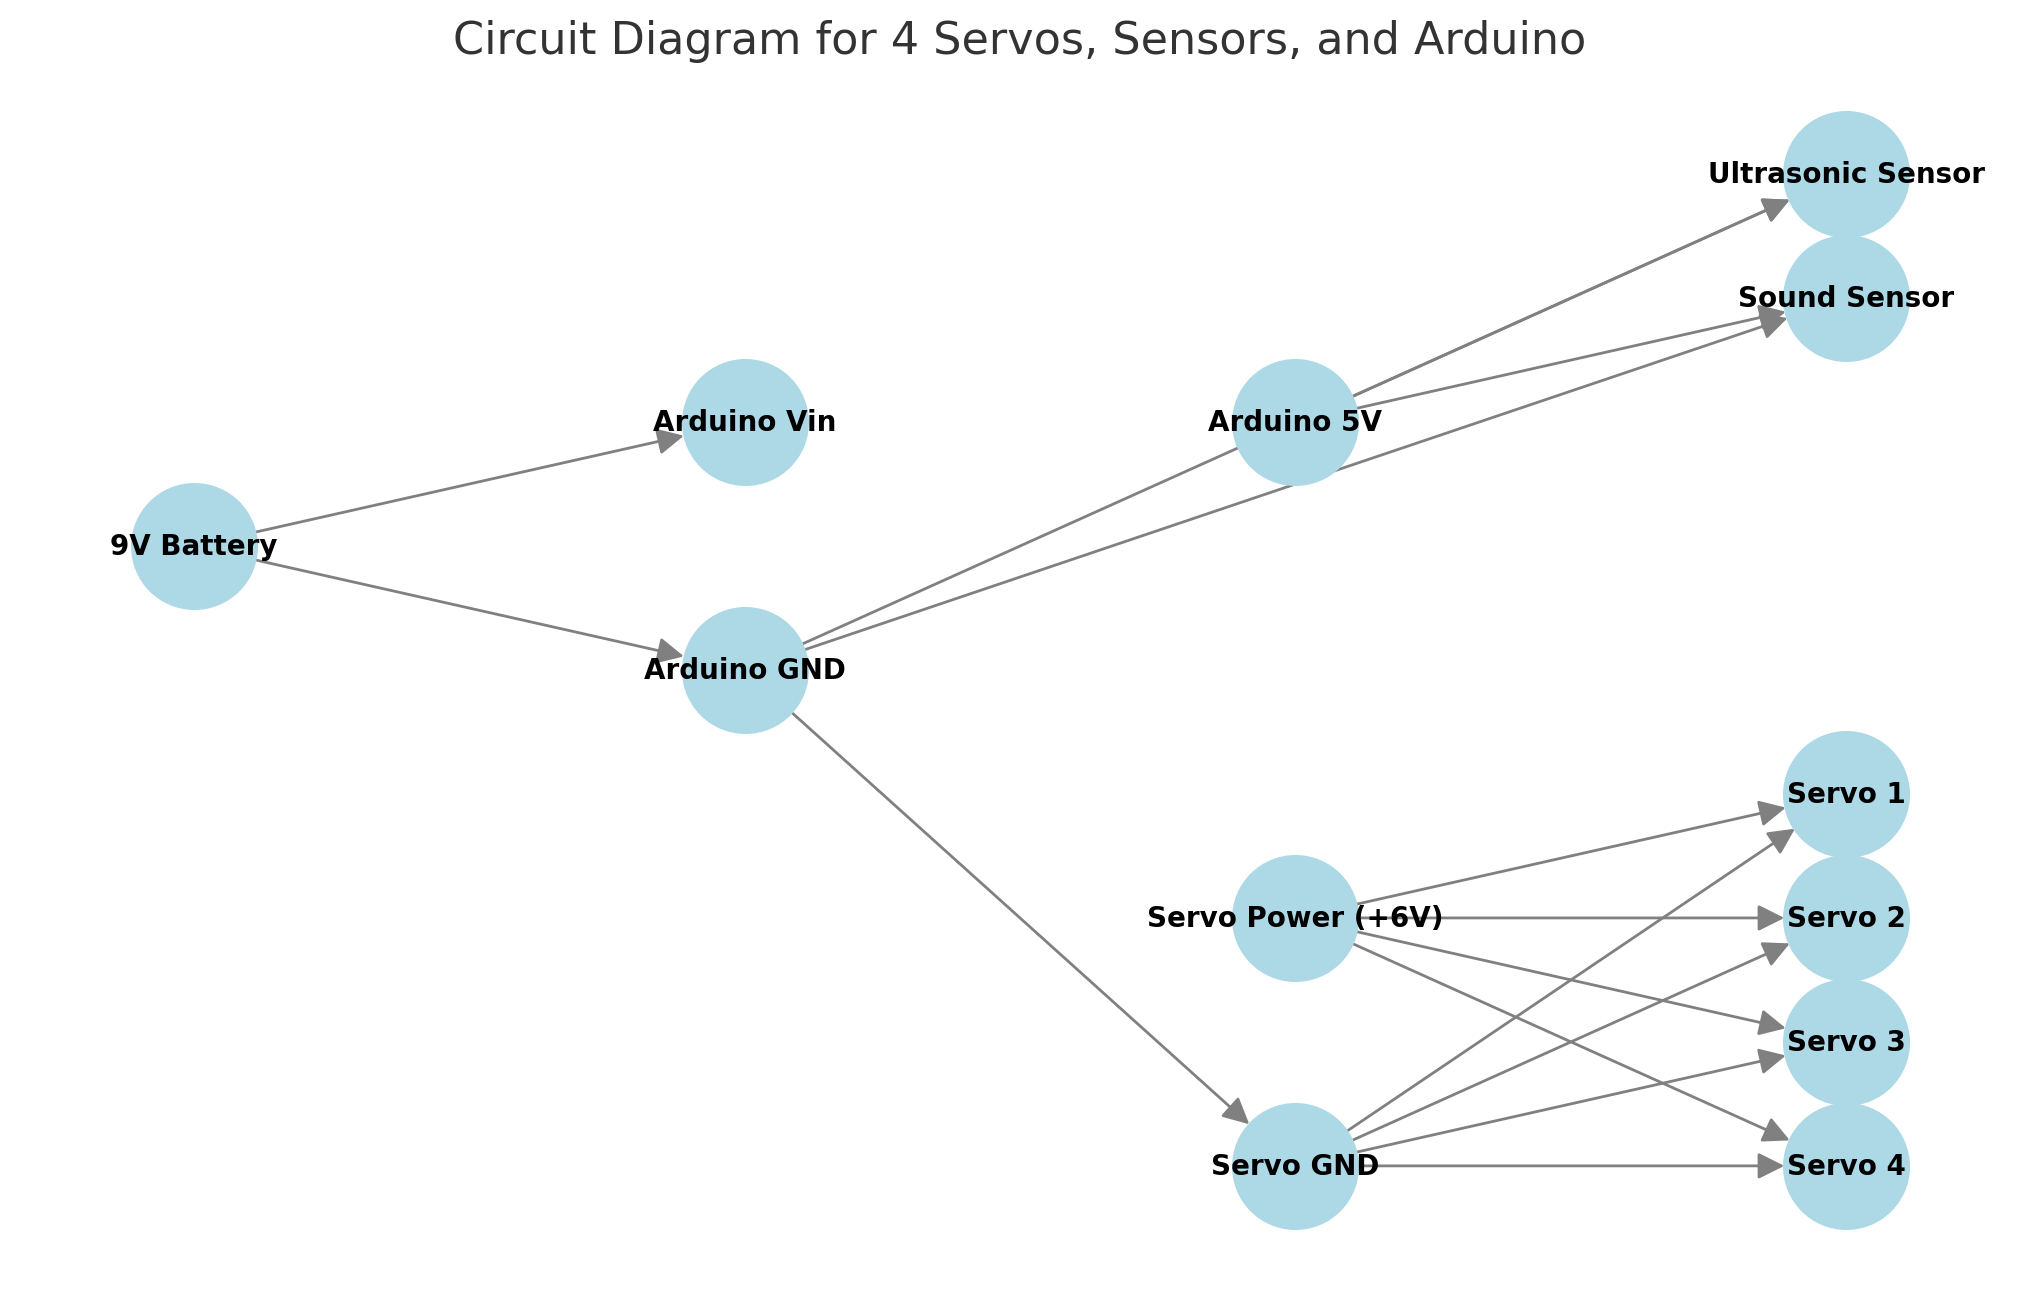 Circuit Diagram for 4 Servos, Sensors, and Arduino
Ultrasonic Sensor
Sound Sensor
Arduino Vin
Arduino 5V
9V Battery
Arduino GND
Servo 1
Servo Power (+6V)
Servo 2
Servo 3
Servo GND
Servo 4